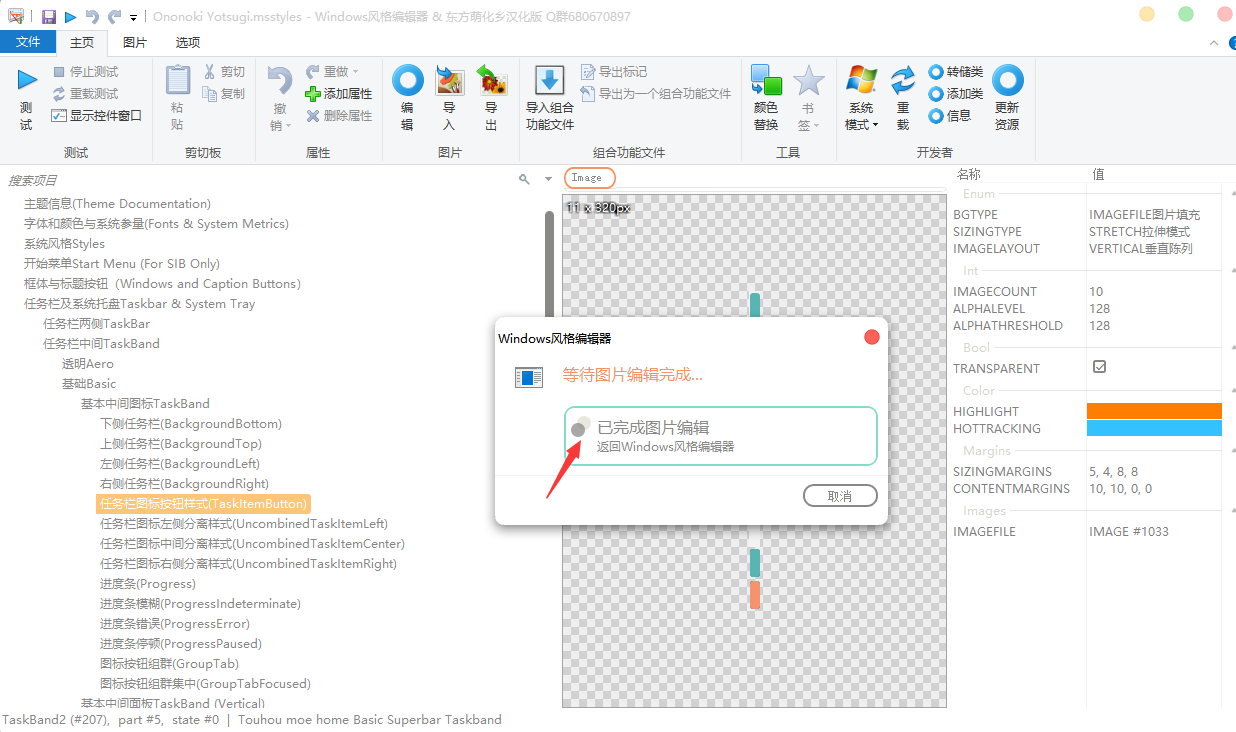 Ononoki Yotsugi.msstyles - Windows风格编辑器 & 东方萌化乡汉化版 Q群680670897
文件
主页
图片
选项
测试
停止测试
重载测试
显示控件窗口
测试
粘贴
剪切
复制
剪切板
撤销
重做
添加属性
删除属性
属性
编辑
导入
导出
图片
导入组合功能文件
导出标记
导出为一个组合功能文件
组合功能文件
颜色替换
书签
工具
系统模式
重载
转储类
添加类
信息
更新资源
开发者
搜索项目
主题信息(Theme Documentation)
字体和颜色与系统参量(Fonts & System Metrics)
系统风格Styles
开始菜单Start Menu (For SIB Only)
框体与标题按钮（Windows and Caption Buttons)
任务栏及系统托盘Taskbar & System Tray
任务栏两侧TaskBar
任务栏中间TaskBand
透明Aero
基础Basic
基本中间图标TaskBand
下侧任务栏(BackgroundBottom)
上侧任务栏(BackgroundTop)
左侧任务栏(BackgroundLeft)
右侧任务栏(BackgroundRight)
任务栏图标按钮样式(TaskItemButton)
任务栏图标左侧分离样式(UncombinedTaskItemLeft)
任务栏图标中间分离样式(UncombinedTaskItemCenter)
任务栏图标右侧分离样式(UncombinedTaskItemRight)
进度条(Progress)
进度条模糊(ProgressIndeterminate)
进度条错误(ProgressError)
进度条停顿(ProgressPaused)
图标按钮组群(GroupTab)
图标按钮组群集中(GroupTabFocused)
基本中间面板TaskBand (Vertical)
TaskBand2 (#207), part #5, state #0 | Touhou moe home Basic Superbar Taskband
Image
11 x 320px
Windows风格编辑器
等待图片编辑完成...
已完成图片编辑
返回Windows风格编辑器
取消
名称 值
Enum
BGTYPE IMAGEFILE图片填充
SIZINGTYPE STRETCH拉伸模式
IMAGELAYOUT VERTICAL垂直陈列
Int
IMAGECOUNT 10
ALPHALEVEL 128
ALPHATHRESHOLD 128
Bool
TRANSPARENT
Color
HIGHLIGHT
HOTTRACKING
Margins
SIZINGMARGINS 5, 4, 8, 8
CONTENTMARGINS 10, 10, 0, 0
Images
IMAGEFILE IMAGE #1033